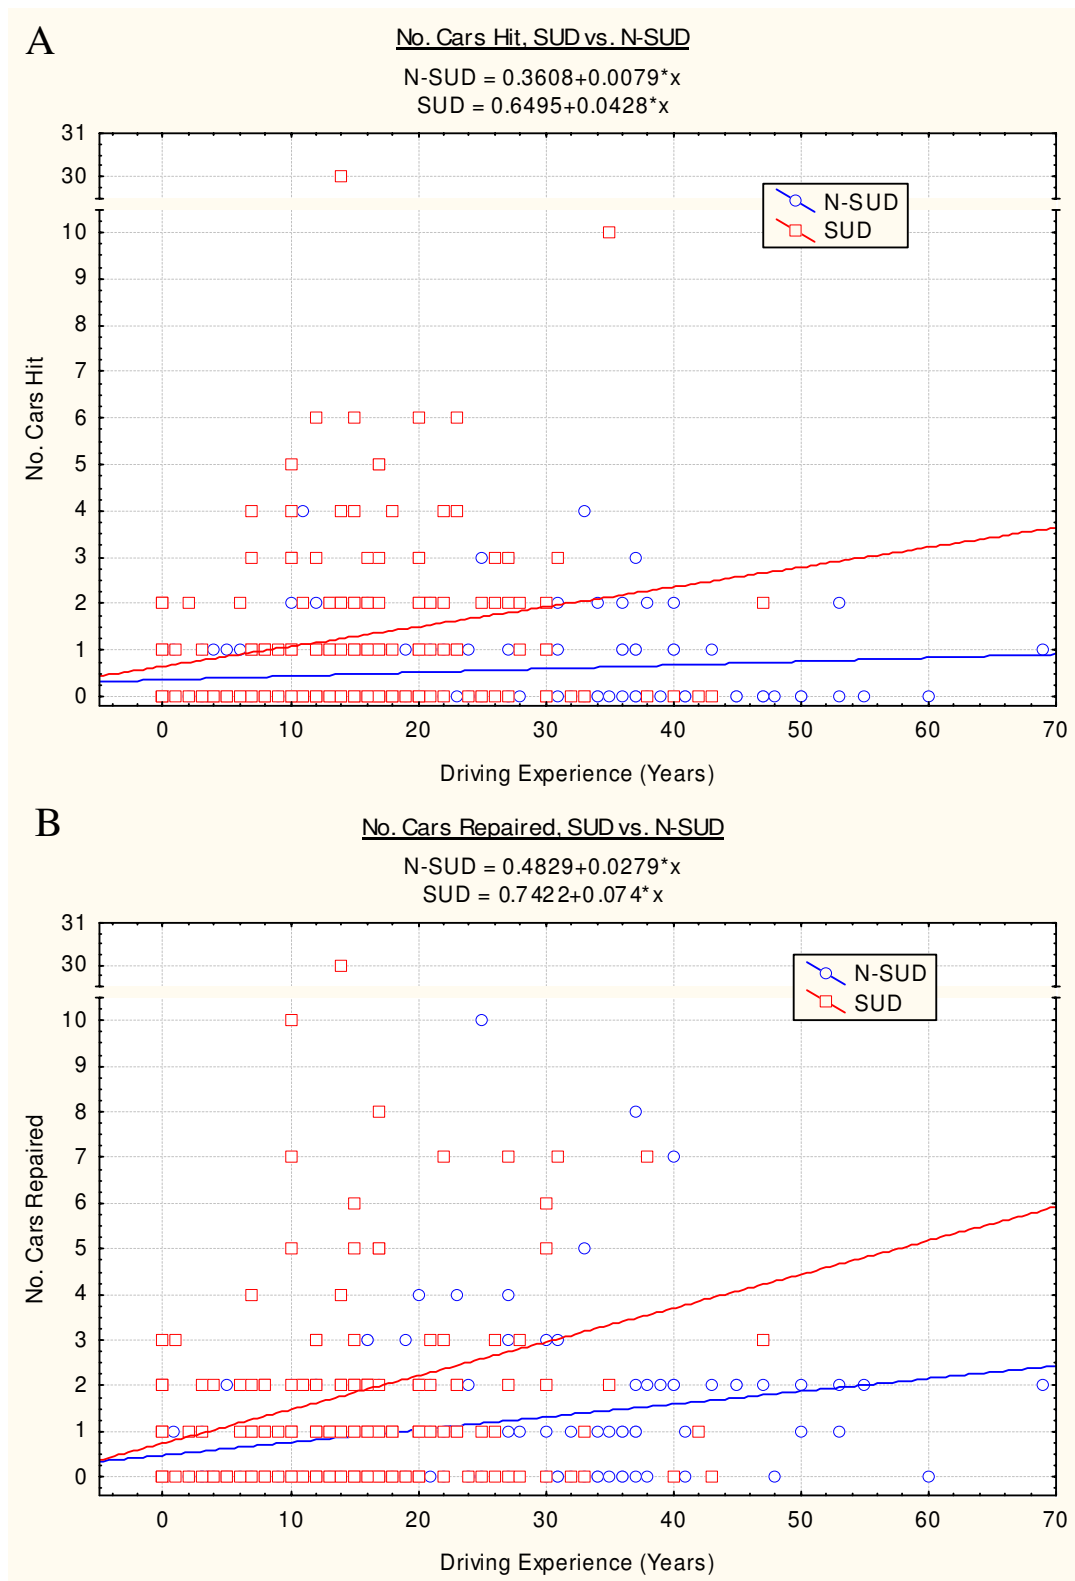 A
No. Cars Hit, SUD vs. N-SUD
N-SUD = 0.3608+0.0079*x
SUD = 0.6495+0.0428*x
31
30
10
9
8
7
6
5
4
3
2
1
0
No. Cars Hit
N-SUD
SUD
0 10 20 30 40 50 60 70
Driving Experience (Years)
B
No. Cars Repaired, SUD vs. N-SUD
N-SUD = 0.4829+0.0279*x
SUD = 0.7422+0.074*x
31
30
10
9
8
7
6
5
4
3
2
1
0
No. Cars Repaired
N-SUD
SUD
0 10 20 30 40 50 60 70
Driving Experience (Years)